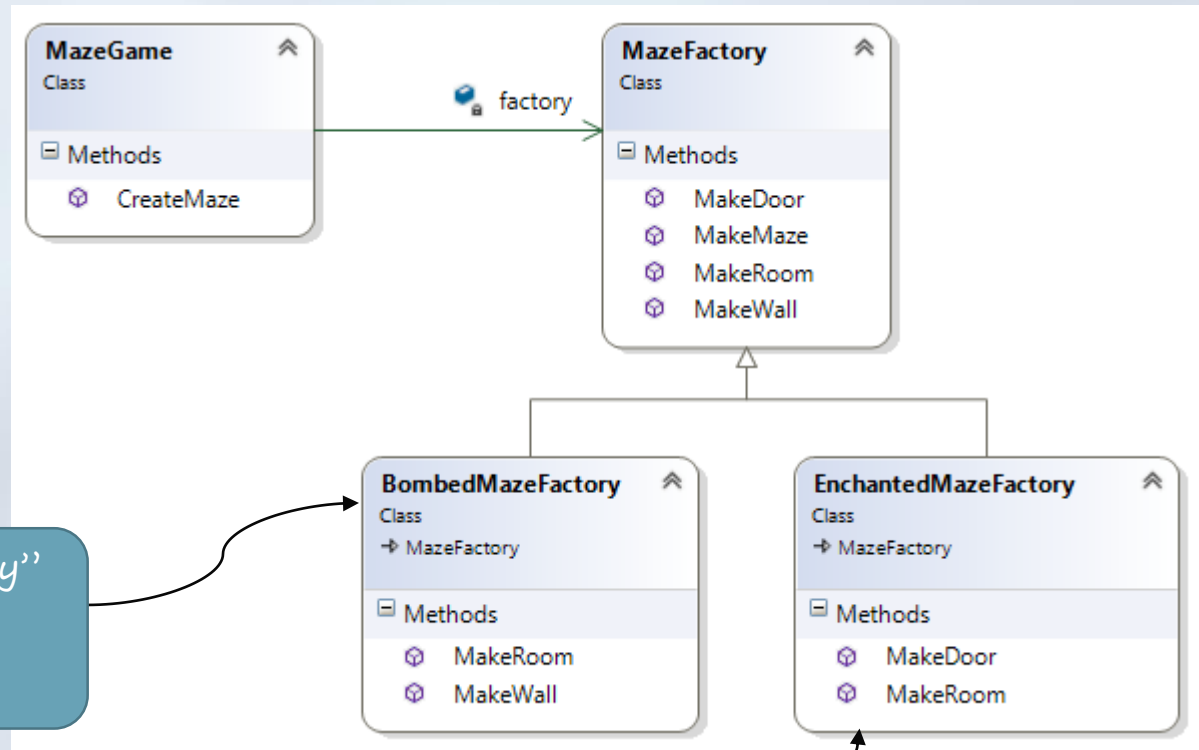 MazeGame
Class
Methods
CreateMaze
factory
MazeFactory
Class
Methods
MakeDoor
MakeMaze
MakeRoom
MakeWall
BombedMazeFactory
Class
MazeFactory
Methods
MakeRoom
MakeWall
EnchantedMazeFactory
Class
MazeFactory
Methods
MakeDoor
MakeRoom